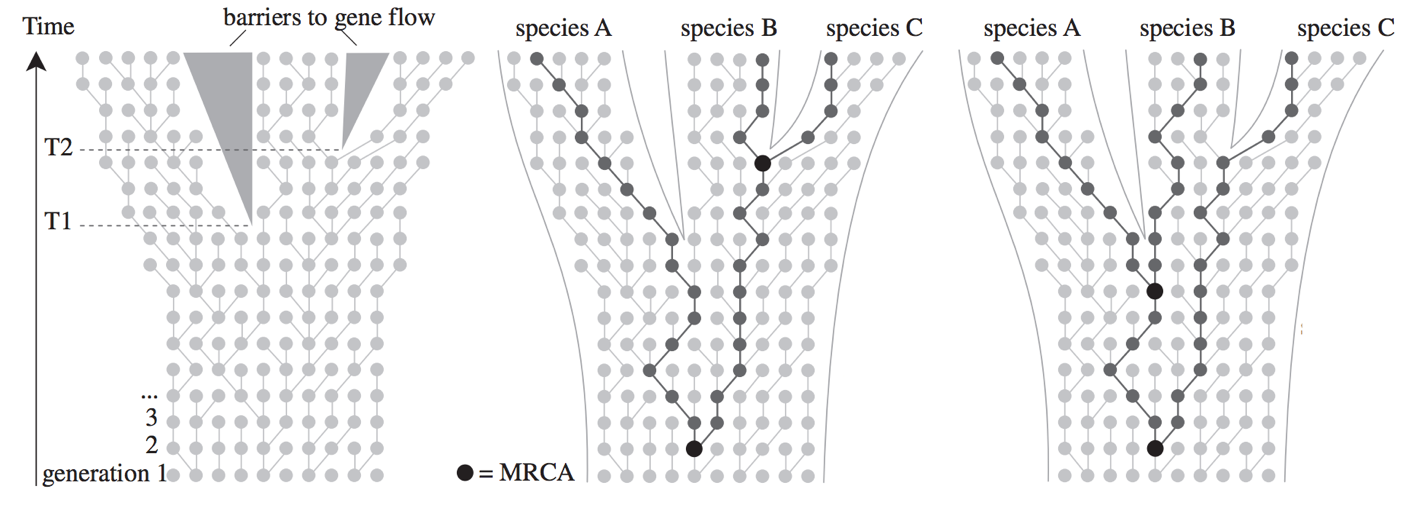 barriers to gene flow
Time
species A
species B
species C
species A
species B
species C
T2
T1
...
3
2
generation 1
= MRCA